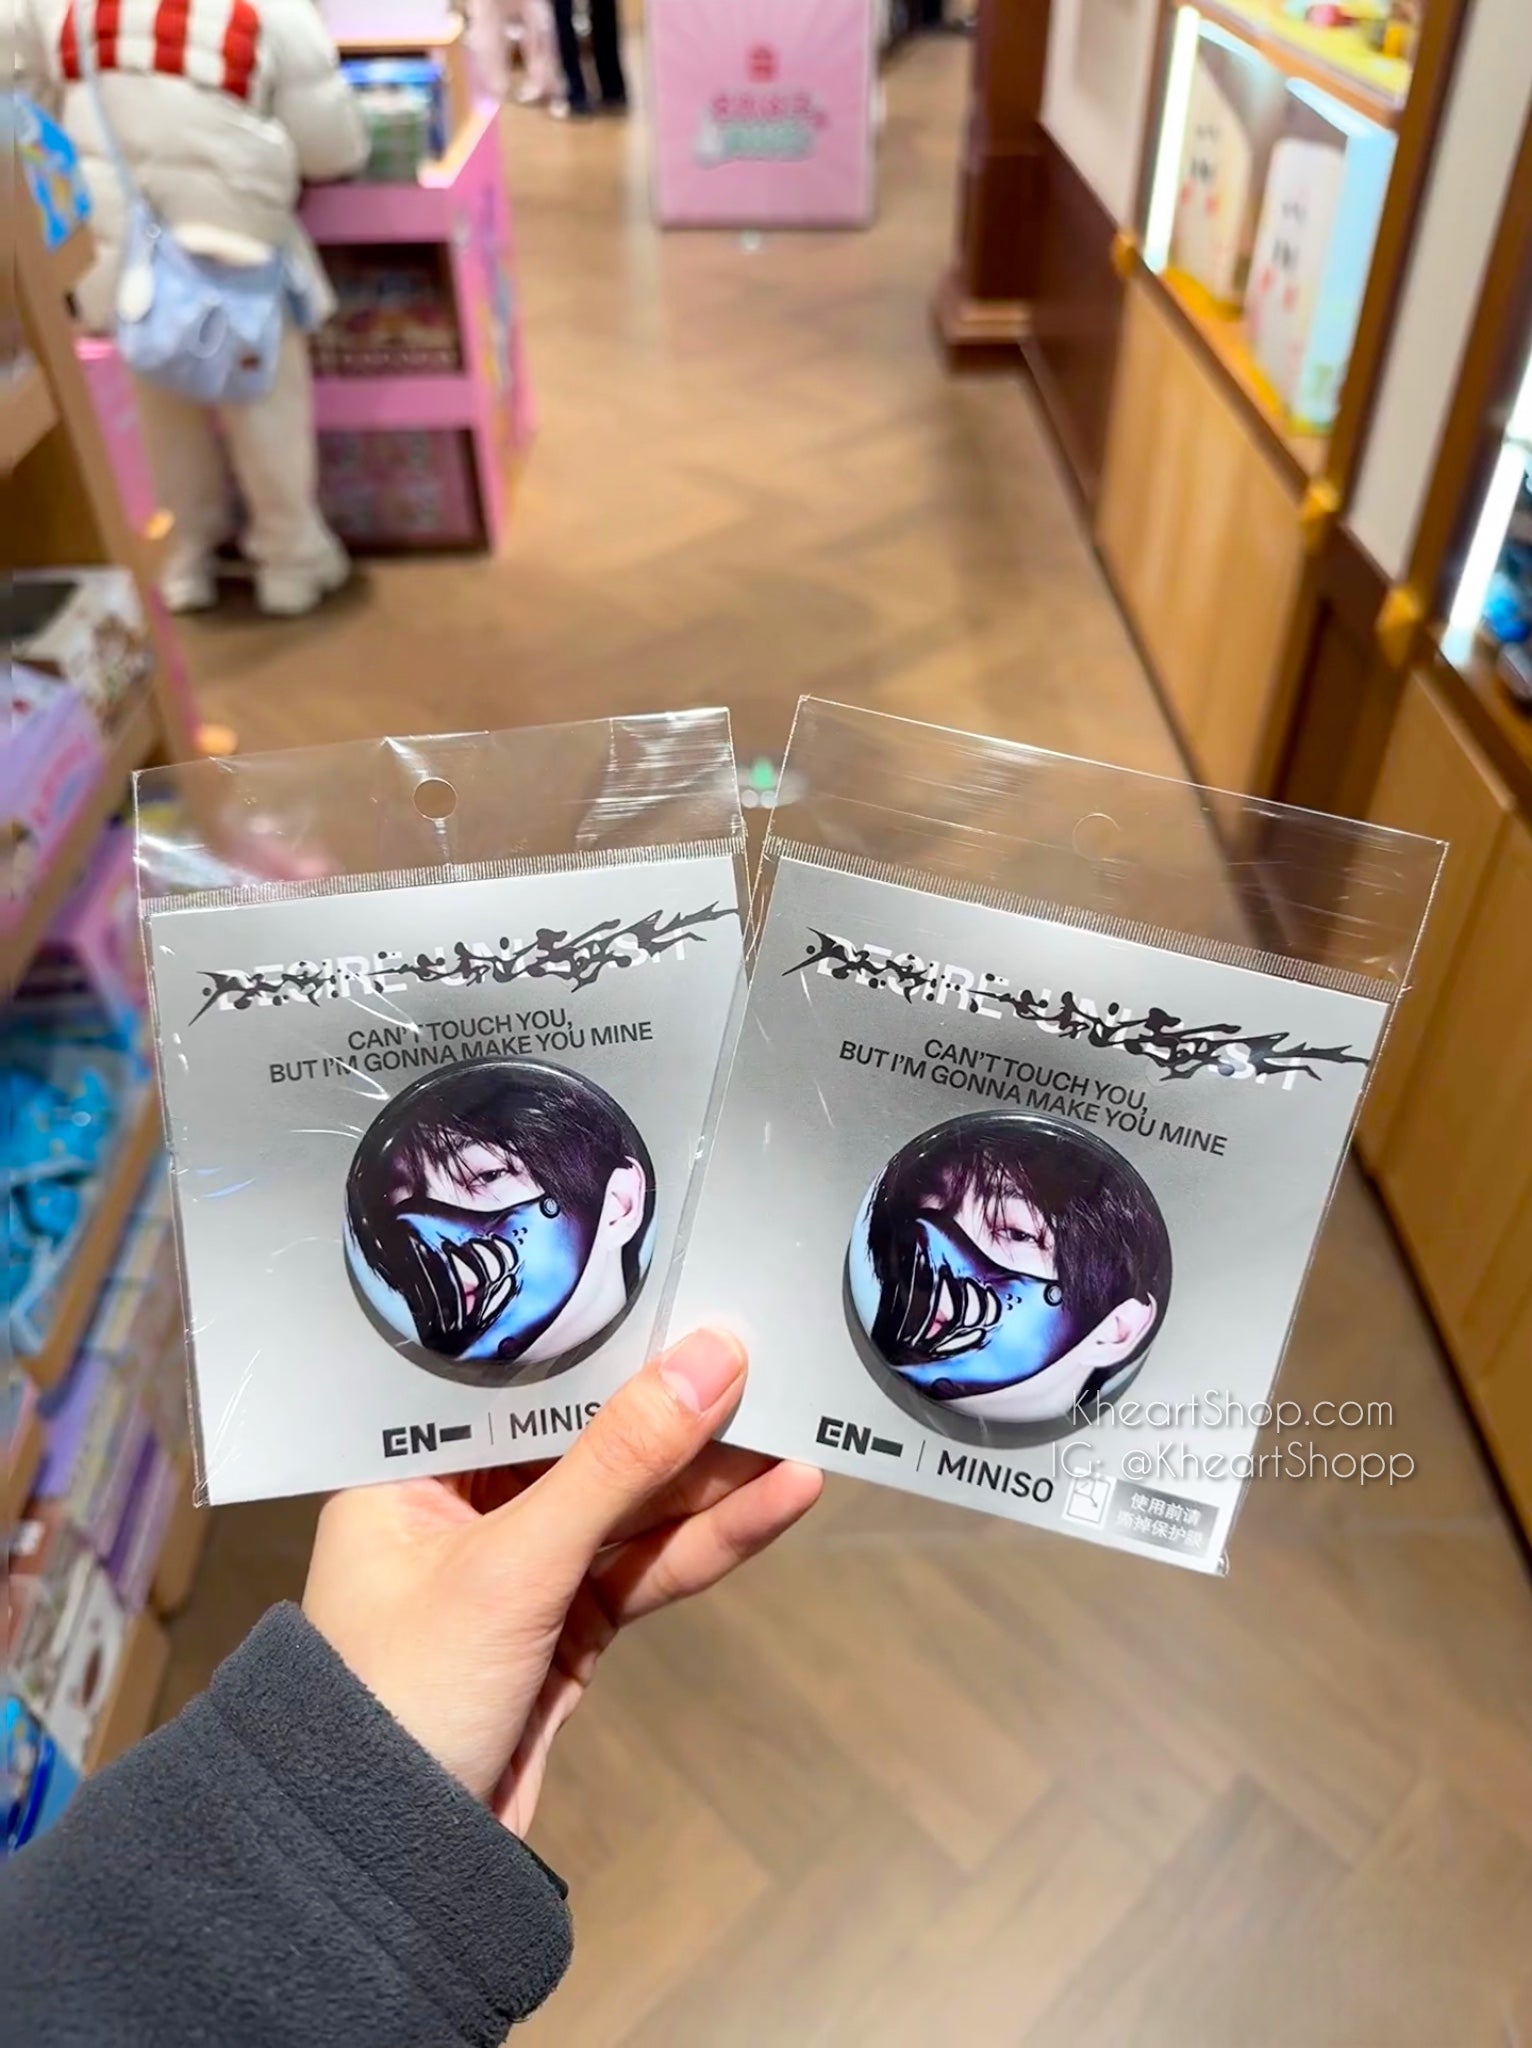 DESIRE : UNLEASH
CAN'T TOUCH YOU,
BUT I'M GONNA MAKE YOU MINE
EN- | MINIS
DESIRE : UNLEASH
CAN'T TOUCH YOU,
BUT I'M GONNA MAKE YOU MINE
EN- | MINISO
使用前请
撕掉保护膜
KheartShop.com
IG: @KheartShopp